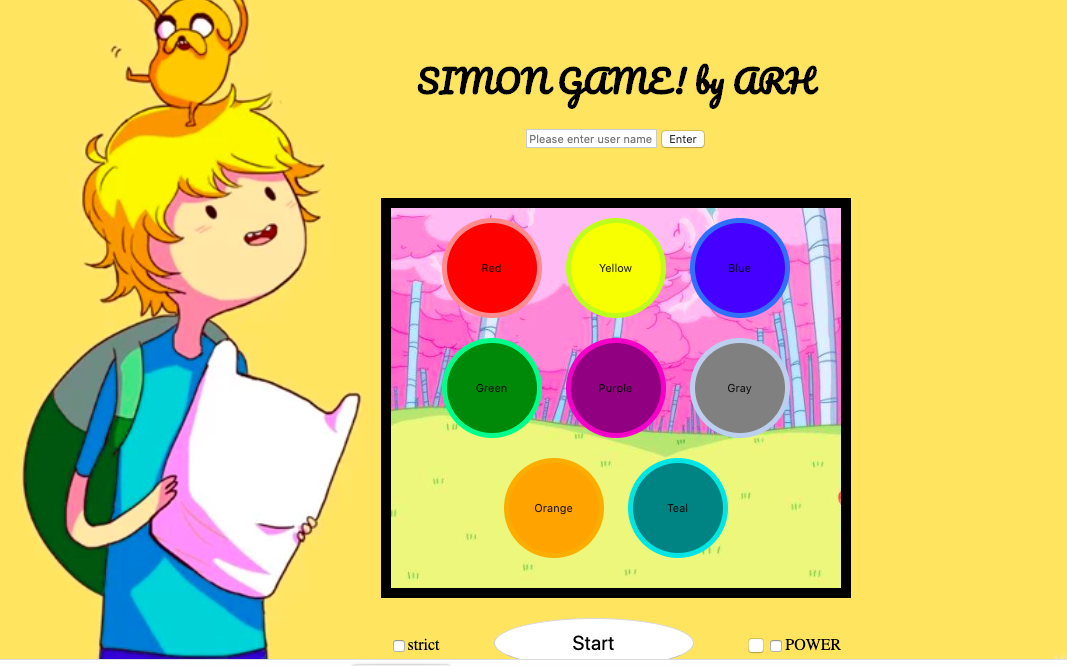 SIMON GAME! by ARH
Please enter user name Enter
Red Yellow Blue
Green Purple Gray
Orange Teal
strict Start POWER